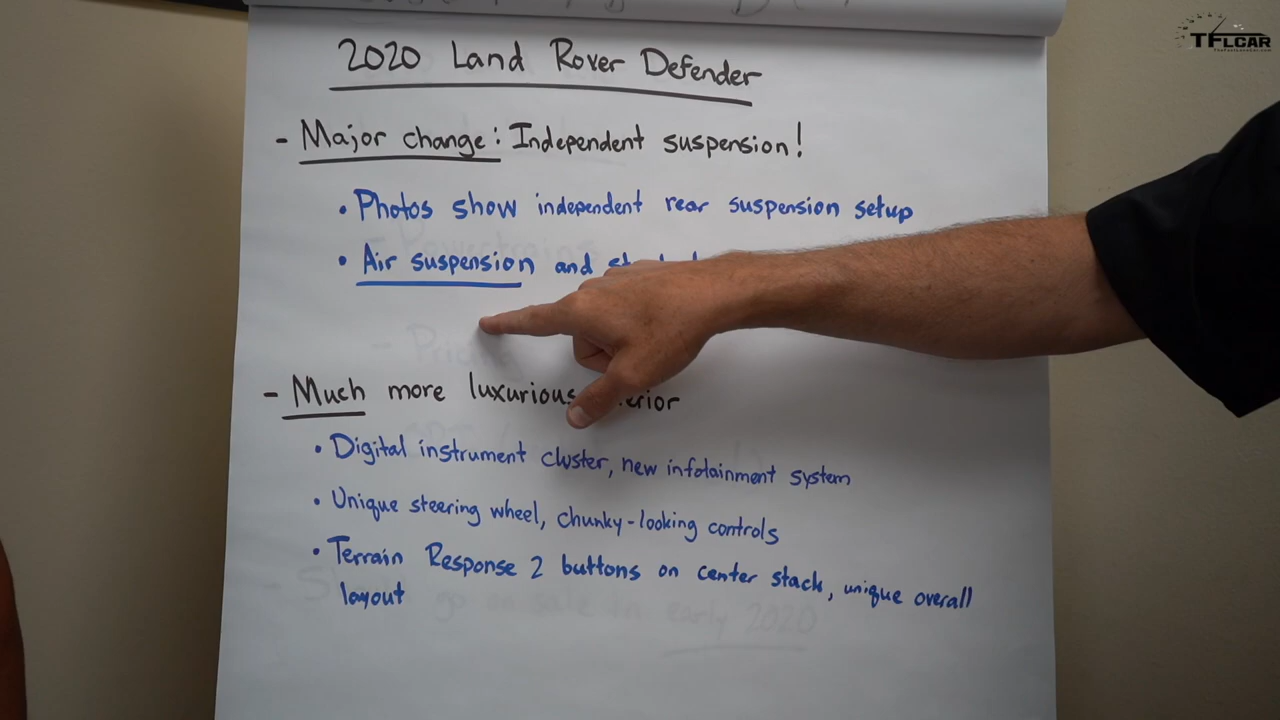 2020 Land Rover Defender
- Major change: Independent suspension!
• Photos show independent rear suspension setup
• Air suspension and
- Much more luxurious
• Digital instrument cluster, new infotainment system
• Unique steering wheel, chunky-looking controls
• Terrain Response 2 buttons on center stack, unique overall
layout
TFLCAR